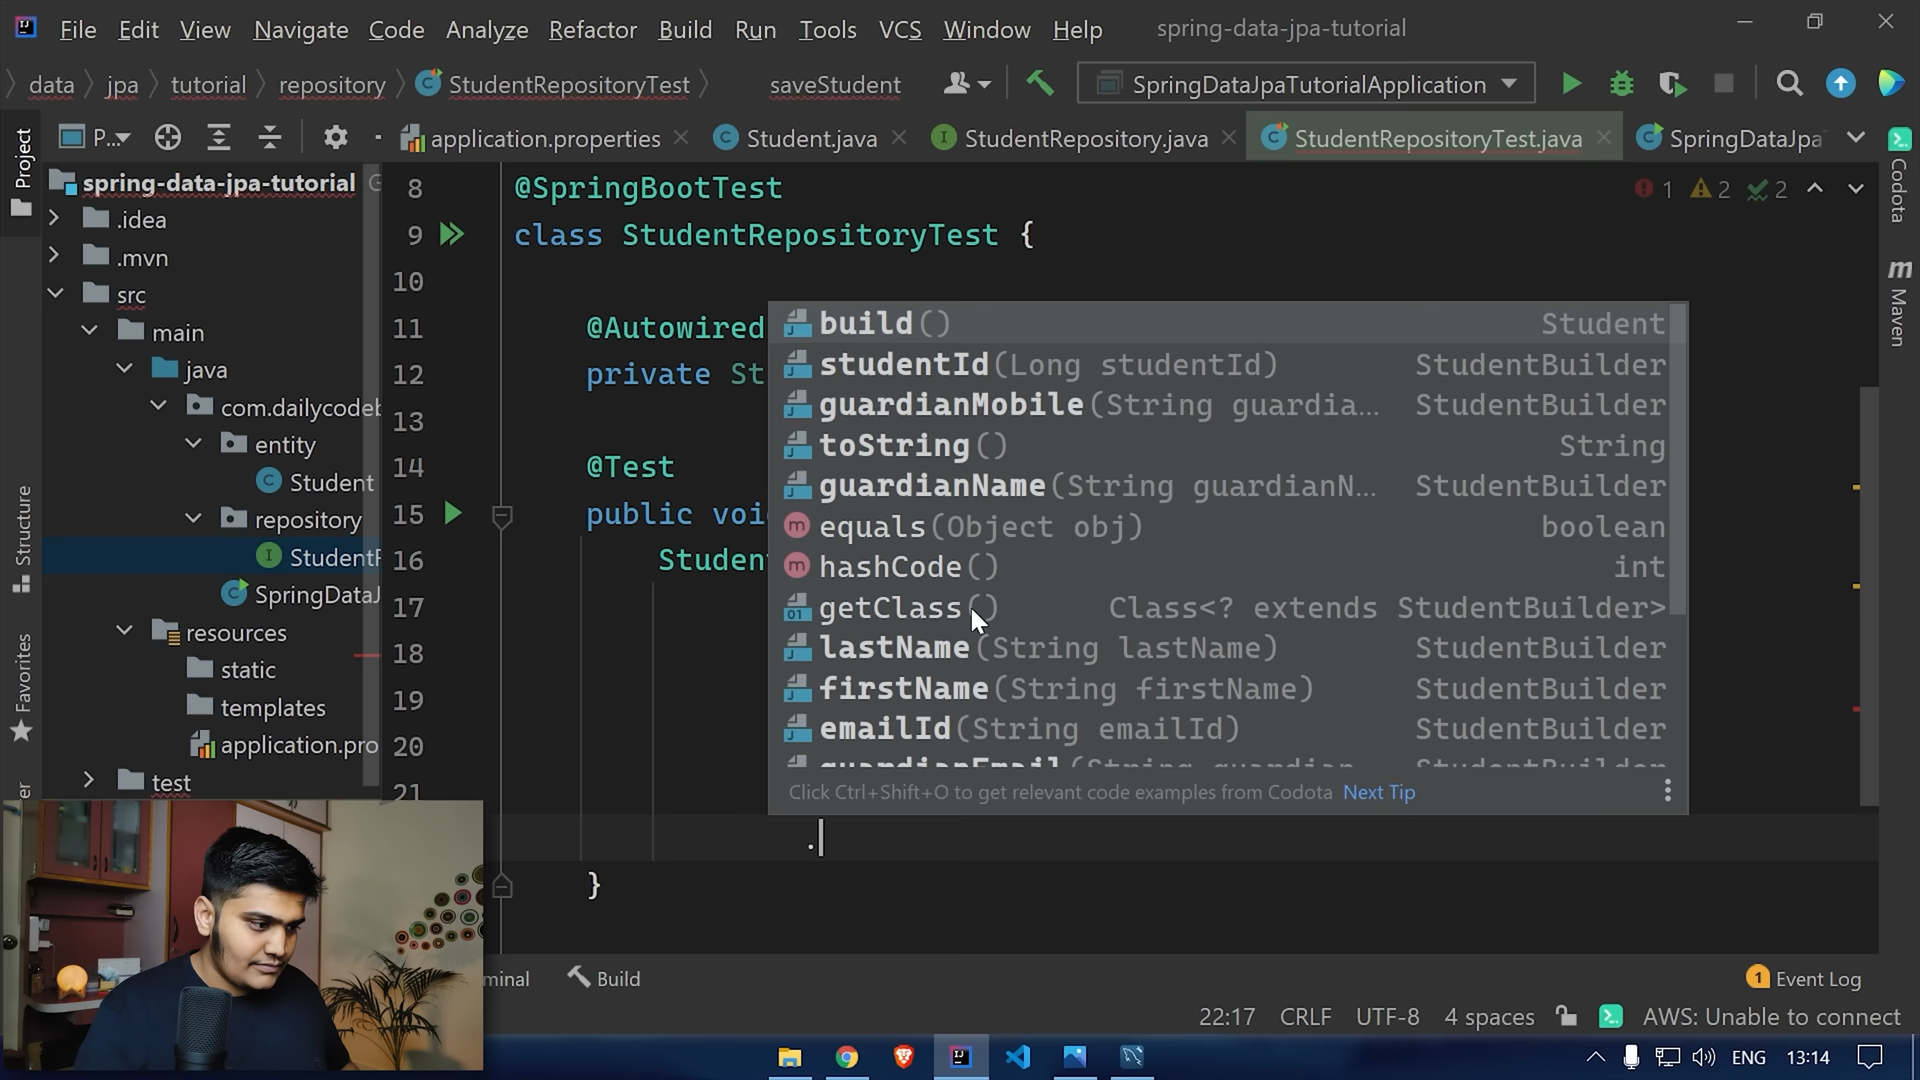 File Edit View Navigate Code Analyze Refactor Build Run Tools VCS Window Help spring-data-jpa-tutorial
data jpa tutorial repository StudentRepositoryTest saveStudent SpringDataJpaTutorialApplication
P... application.properties Student.java StudentRepository.java StudentRepositoryTest.java SpringDataJpa
Project
Structure
Favorites
spring-data-jpa-tutorial
.idea
.mvn
src
main
java
com.dailycodeb
entity
Student
repository
StudentR
SpringDataJ
resources
static
templates
application.pro
test
8 @SpringBootTest
1 2 2
9 class StudentRepositoryTest {
10
11 @Autowired
12 private St
13
14 @Test
15 public voi
16 Studen
17
18
19
20
21
.
}
build() Student
studentId(Long studentId) StudentBuilder
guardianMobile(String guardia... StudentBuilder
toString() String
guardianName(String guardianN... StudentBuilder
equals(Object obj) boolean
hashCode() int
getClass() Class<? extends StudentBuilder>
lastName(String lastName) StudentBuilder
firstName(String firstName) StudentBuilder
emailId(String emailId) StudentBuilder
guardianEmail(String guardian StudentBuilder
Click Ctrl+Shift+O to get relevant code examples from Codota Next Tip
Codota
m Maven
minal Build 1 Event Log
22:17 CRLF UTF-8 4 spaces AWS: Unable to connect
ENG 13:14